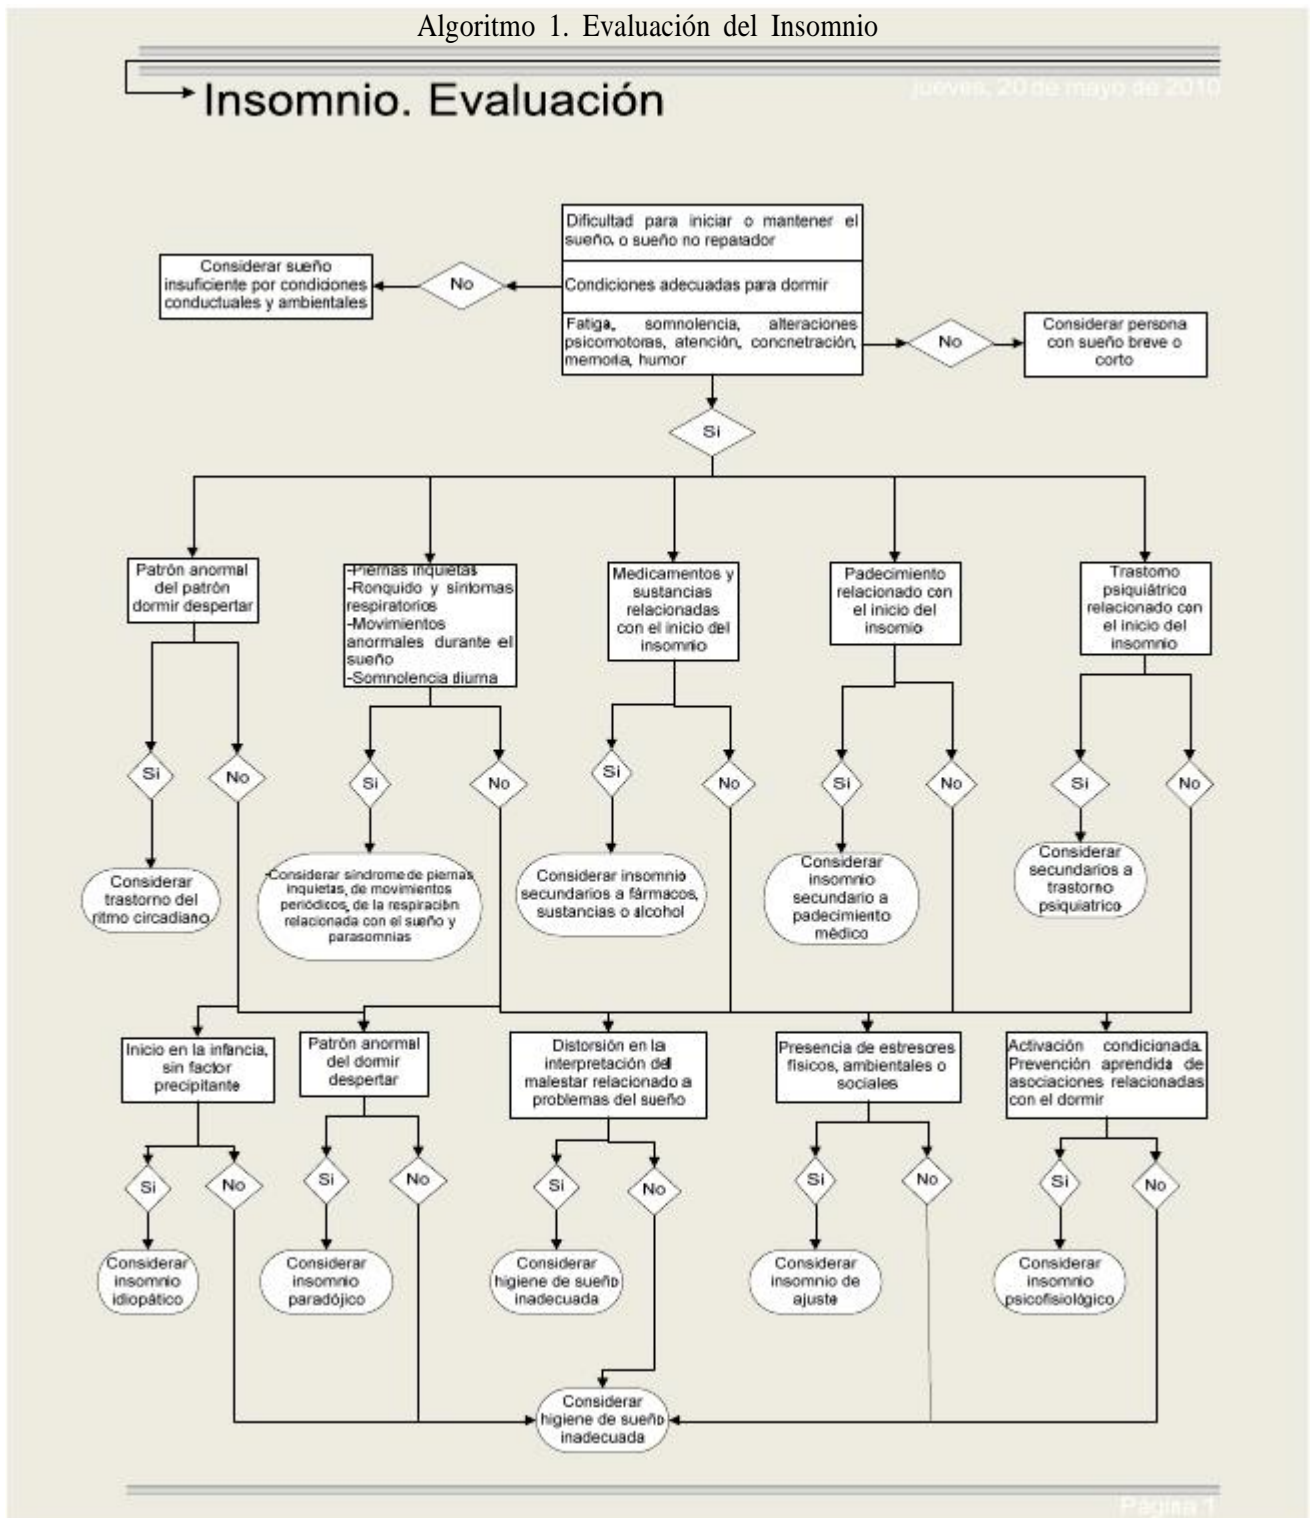 Algoritmo 1. Evaluación del Insomnio
Insomnio. Evaluación
jueves, 20 de mayo de 2010
Dificultad para iniciar o mantener el
sueño, o sueño no reparador
Considerar sueño
insuficiente por condiciones
conductuales y ambientales
No
Condiciones adecuadas para dormir
Fatiga, somnolencia, alteraciones
psicomotoras, atención, concnetración,
memoria, humor
No
Considerar persona
con sueño breve o
corto
Si
Patrón anormal
del patrón
dormir despertar
-Piernas inquietas
-Ronquido y síntomas
respiratorios
-Movimientos
anormales durante el
sueño
-Somnolencia diurna
Medicamentos y
sustancias
relacionadas
con el inicio del
insomnio
Padecimiento
relacionado con
el inicio del
insomio
Trastorno
psiquiátrico
relacionado con
el inicio del
insomnio
Si
No
Si
No
Si
No
Si
No
Si
No
Considerar
trastorno del
ritmo circadiano
-Considerar síndrome de piernas
inquietas, de movimientos
periódicos, de la respiración
relacionada con el sueño y
parasomnias
Considerar insomnio
secundarios a fármacos,
sustancias o alcohol
Considerar
insomnio
secundario a
padecimiento
médico
Considerar
secundarios a
trastorno
psiquiatrico
Inicio en la infancia,
sin factor
precipitante
Patrón anormal
del dormir
despertar
Distorsión en la
interpretación del
malestar relacionado a
problemas del sueño
Presencia de estresores
físicos, ambientales o
sociales
Activación condicionada.
Prevención aprendida de
asociaciones relacionadas
con el dormir
Si
No
Si
No
Si
No
Si
No
Si
No
Considerar
insomnio
idiopático
Considerar
insomnio
paradójico
Considerar
higiene de sueño
inadecuada
Considerar
insomnio de
ajuste
Considerar
insomnio
psicofisiológico
Considerar
higiene de sueño
inadecuada
Página 1